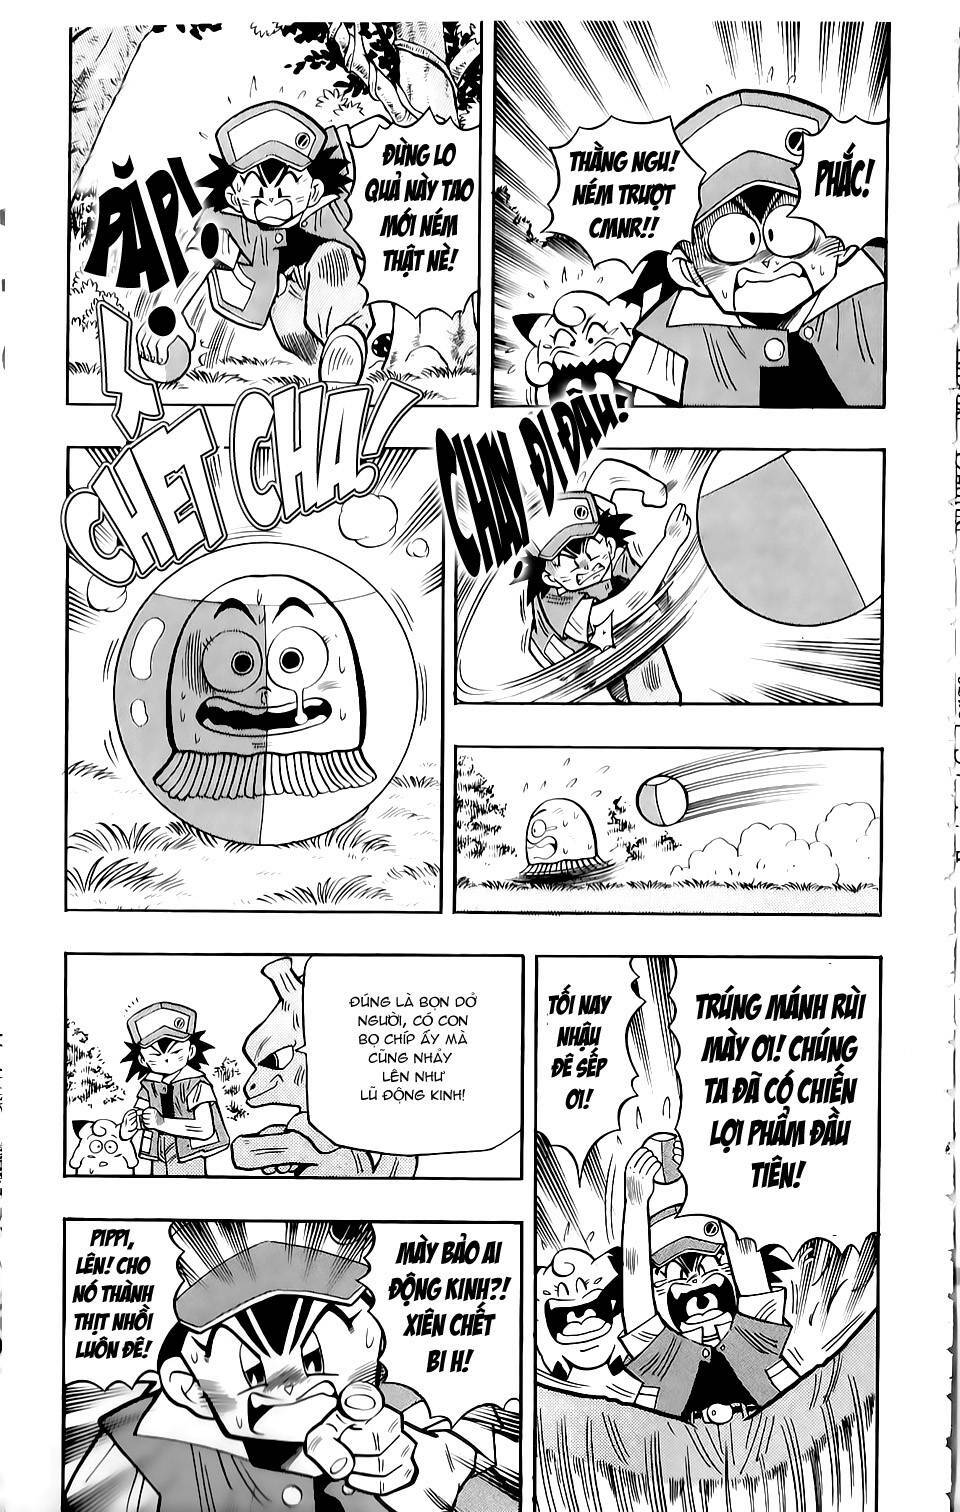 PHẮC!
THẰNG NGU!
NÉM TRƯỢT
CMNR!!
ĐỪNG LO
QUẢ NÀY TAO
MỚI NÉM
THẬT NÈ!
PẶP!
CHẠY ĐI ĐÂU!
CHẾT CHA!
TRÚNG MÁNH RÙI
MÀY ƠI! CHÚNG
TA ĐÃ CÓ CHIẾN
LỢI PHẨM ĐẦU
TIÊN!
TỐI NAY
NHẬU
ĐÊ SẾP
ƠI!
ĐÚNG LÀ BỌN DỞ
NGƯỜI, CÓ CON
BỌ CHÍP ẤY MÀ
CŨNG NHẢY
LÊN NHƯ
LŨ ĐỘNG KINH!
MÀY BẢO AI
ĐỘNG KINH?!
XIÊN CHẾT
BI H!
PIPPI,
LÊN! CHO
NÓ THÀNH
THỊT NHỒI
LUÔN ĐÊ!